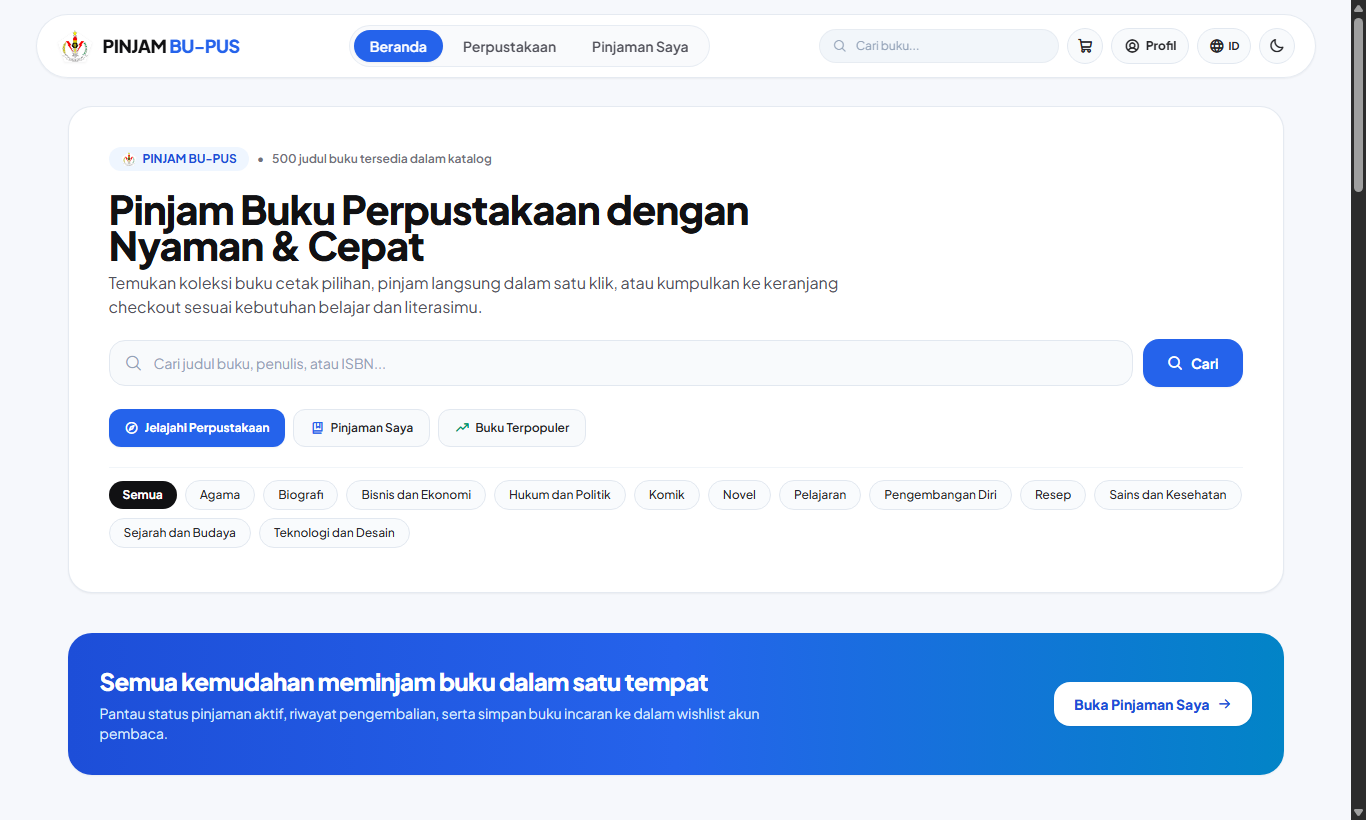 PINJAM BU-PUS
Beranda
Perpustakaan
Pinjaman Saya
Cari buku...
Profil
ID
PINJAM BU-PUS
• 500 judul buku tersedia dalam katalog
Pinjam Buku Perpustakaan dengan
Nyaman & Cepat
Temukan koleksi buku cetak pilihan, pinjam langsung dalam satu klik, atau kumpulkan ke keranjang
checkout sesuai kebutuhan belajar dan literasimu.
Cari judul buku, penulis, atau ISBN...
Cari
Jelajahi Perpustakaan
Pinjaman Saya
Buku Terpopuler
Semua
Agama
Biografi
Bisnis dan Ekonomi
Hukum dan Politik
Komik
Novel
Pelajaran
Pengembangan Diri
Resep
Sains dan Kesehatan
Sejarah dan Budaya
Teknologi dan Desain
Semua kemudahan meminjam buku dalam satu tempat
Pantau status pinjaman aktif, riwayat pengembalian, serta simpan buku incaran ke dalam wishlist akun
pembaca.
Buka Pinjaman Saya →